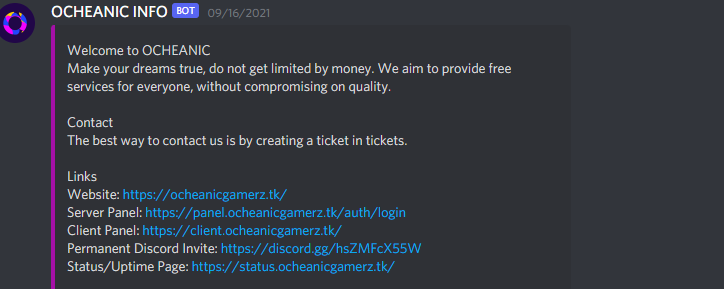 OCHEANIC INFO BOT 09/16/2021
Welcome to OCHEANIC
Make your dreams true, do not get limited by money. We aim to provide free
services for everyone, without compromising on quality.
Contact
The best way to contact us is by creating a ticket in tickets.
Links
Website: https://ocheanicgamerz.tk/
Server Panel: https://panel.ocheanicgamerz.tk/auth/login
Client Panel: https://client.ocheanicgamerz.tk/
Permanent Discord Invite: https://discord.gg/hsZMFcX55W
Status/Uptime Page: https://status.ocheanicgamerz.tk/